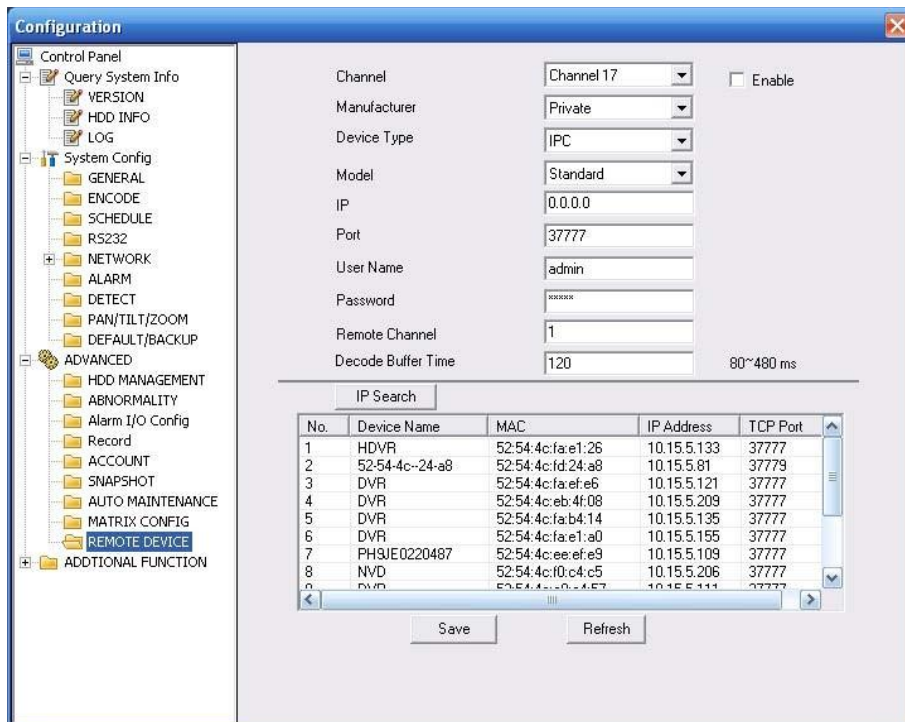 Configuration
Control Panel
Query System Info
VERSION
HDD INFO
LOG
System Config
GENERAL
ENCODE
SCHEDULE
RS232
NETWORK
ALARM
DETECT
PAN/TILT/ZOOM
DEFAULT/BACKUP
ADVANCED
HDD MANAGEMENT
ABNORMALITY
Alarm I/O Config
Record
ACCOUNT
SNAPSHOT
AUTO MAINTENANCE
MATRIX CONFIG
REMOTE DEVICE
ADDTIONAL FUNCTION
Channel Channel 17 Enable
Manufacturer Private
Device Type IPC
Model Standard
IP 0.0.0.0
Port 37777
User Name admin
Password *****
Remote Channel 1
Decode Buffer Time 120 80~480 ms
IP Search
No. Device Name MAC IP Address TCP Port
1 HDVR 52:54:4c:fa:e1:26 10.15.5.133 37777
2 52-54-4c--24-a8 52:54:4c:fd:24:a8 10.15.5.81 37779
3 DVR 52:54:4c:fa:ef:e6 10.15.5.121 37777
4 DVR 52:54:4c:eb:4f:08 10.15.5.209 37777
5 DVR 52:54:4c:fa:b4:14 10.15.5.135 37777
6 DVR 52:54:4c:fa:e1:a0 10.15.5.155 37777
7 PH9JE0220487 52:54:4c:ee:ef:e9 10.15.5.109 37777
8 NVD 52:54:4c:f0:c4:c5 10.15.5.206 37777
9 DVR 10.15.5.111 37777
Save Refresh